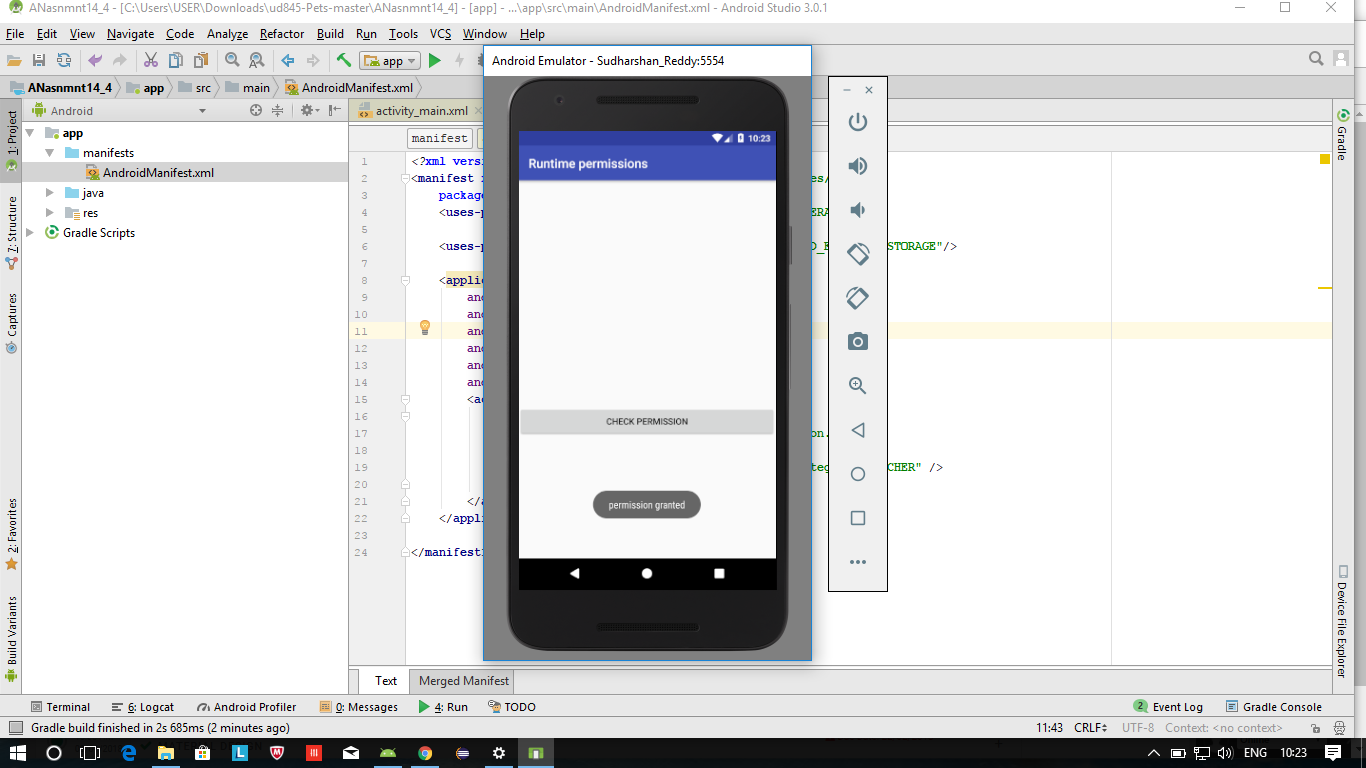 ANasnmnt14_4 - [C:\Users\USER\Downloads\ud845-Pets-master\ANasnmnt14_4] - [app] - ...\app\src\main\AndroidManifest.xml - Android Studio 3.0.1
File Edit View Navigate Code Analyze Refactor Build Run Tools VCS Window Help
app
ANasnmnt14_4 app src main AndroidManifest.xml
Android
activity_main.xml
app
manifests
AndroidManifest.xml
java
res
Gradle Scripts
1: Project
7: Structure
Captures
2: Favorites
Build Variants
manifest
1 <?xml versi
2 <manifest x es/
3 package
4 <uses-p ERA
5
6 <uses-p D_E STORAGE"/>
7
8 <applic
9 and
10 and
11 and
12 and
13 and
14 and
15 <ac
16
17 on.
18
19 teg CHER" />
20
21 </a
22 </appli
23
24 </manifest
Android Emulator - Sudharshan_Reddy:5554
10:23
Runtime permissions
CHECK PERMISSION
permission granted
Gradle
Device File Explorer
Text Merged Manifest
Terminal 6: Logcat Android Profiler 0: Messages 4: Run TODO 2 Event Log Gradle Console
Gradle build finished in 2s 685ms (2 minutes ago) 11:43 CRLF UTF-8 Context: <no context>
L ENG 10:23